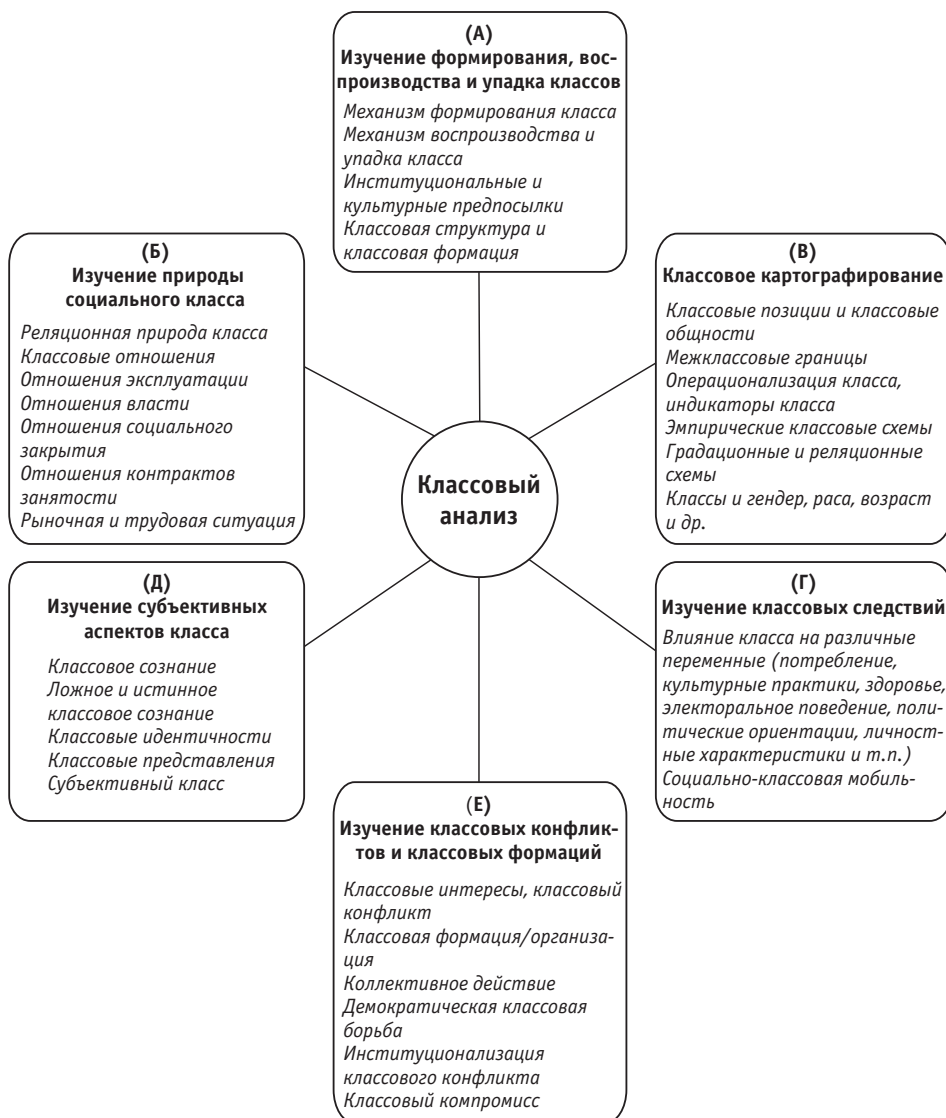 (А)
Изучение формирования, вос-
производства и упадка классов
Механизм формирования класса
Механизм воспроизводства и
упадка класса
Институциональные и
культурные предпосылки
Классовая структура и
классовая формация
(Б)
Изучение природы
социального класса
Реляционная природа класса
Классовые отношения
Отношения эксплуатации
Отношения власти
Отношения социального
закрытия
Отношения контрактов
занятости
Рыночная и трудовая ситуация
(В)
Классовое картографирование
Классовые позиции и классовые
общности
Межклассовые границы
Операционализация класса,
индикаторы класса
Эмпирические классовые схемы
Градационные и реляционные
схемы
Классы и гендер, раса, возраст
и др.
Классовый
анализ
(Д)
Изучение субъективных
аспектов класса
Классовое сознание
Ложное и истинное
классовое сознание
Классовые идентичности
Классовые представления
Субъективный класс
(Г)
Изучение классовых следствий
Влияние класса на различные
переменные (потребление,
культурные практики, здоровье,
электоральное поведение, поли-
тические ориентации, личност-
ные характеристики и т.п.)
Социально-классовая мобиль-
ность
(Е)
Изучение классовых конфлик-
тов и классовых формаций
Классовые интересы, классовый
конфликт
Классовая формация/организа-
ция
Коллективное действие
Демократическая классовая
борьба
Институционализация
классового конфликта
Классовый компромисс